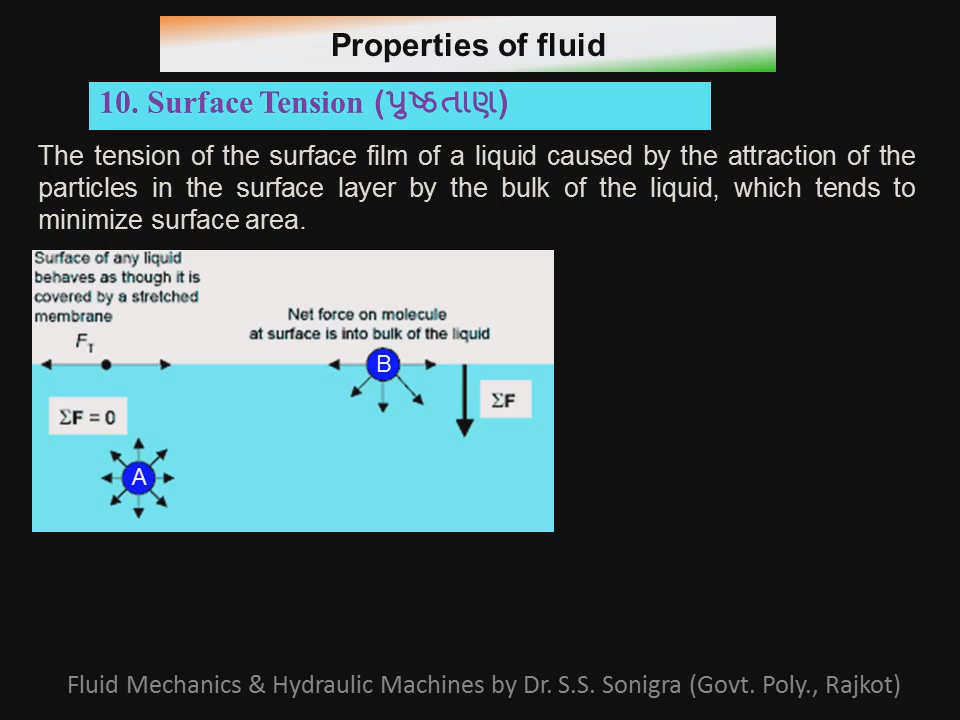 Properties of fluid
10. Surface Tension (પૃષ્ઠતાણ)
The tension of the surface film of a liquid caused by the attraction of the
particles in the surface layer by the bulk of the liquid, which tends to
minimize surface area.
Surface of any liquid
behaves as though it is
covered by a stretched
membrane
Net force on molecule
at surface is into bulk of the liquid
FT
B
ΣF
ΣF = 0
A
Fluid Mechanics & Hydraulic Machines by Dr. S.S. Sonigra (Govt. Poly., Rajkot)